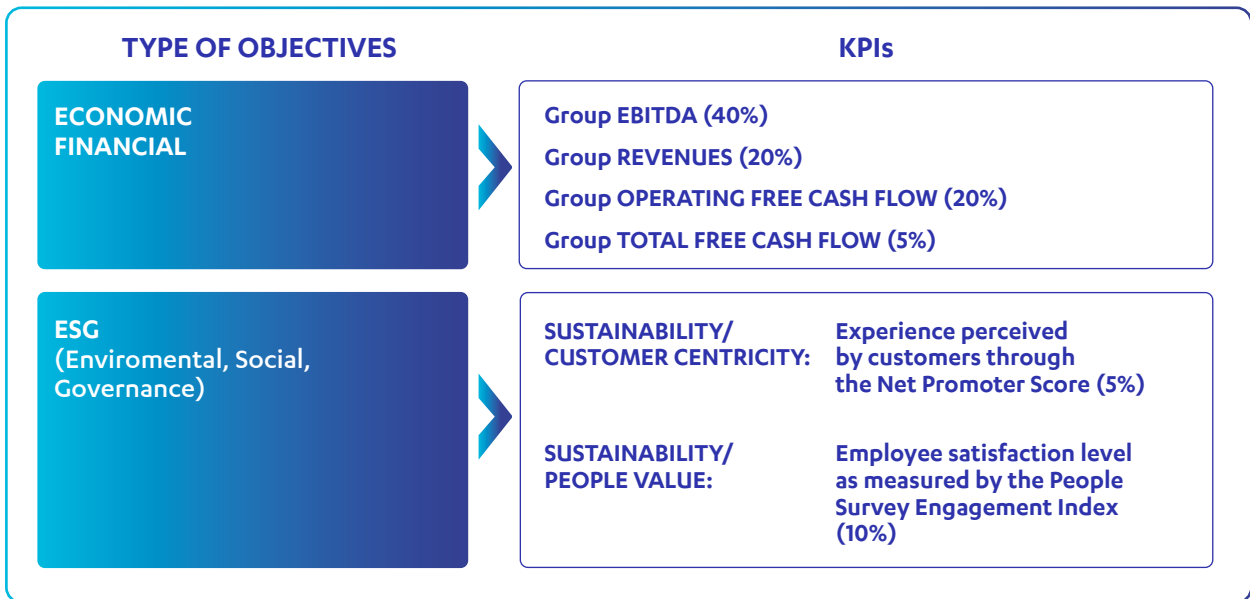 TYPE OF OBJECTIVES
KPIs
ECONOMIC
FINANCIAL
Group EBITDA (40%)
Group REVENUES (20%)
Group OPERATING FREE CASH FLOW (20%)
Group TOTAL FREE CASH FLOW (5%)
ESG
(Enviromental, Social,
Governance)
SUSTAINABILITY/
CUSTOMER CENTRICITY:
Experience perceived
by customers through
the Net Promoter Score (5%)
SUSTAINABILITY/
PEOPLE VALUE:
Employee satisfaction level
as measured by the People
Survey Engagement Index
(10%)